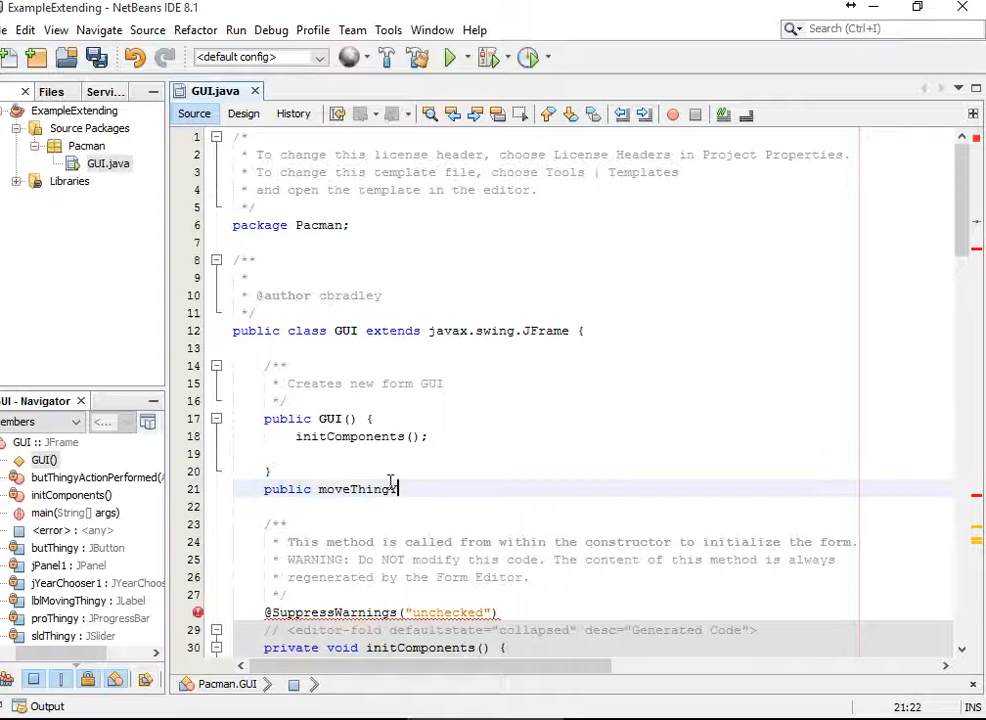 ExampleExtending - NetBeans IDE 8.1
Edit View Navigate Source Refactor Run Debug Profile Team Tools Window Help
Search (Ctrl+I)
<default config>
Files Servi...
GUI.java
ExampleExtending
Source Packages
Pacman
GUI.java
Libraries
Source Design History
1 /*
2 * To change this license header, choose License Headers in Project Properties.
3 * To change this template file, choose Tools | Templates
4 * and open the template in the editor.
5 */
6 package Pacman;
7
8 /**
9 *
10 * @author cbradley
11 */
12 public class GUI extends javax.swing.JFrame {
13
14 /**
15 * Creates new form GUI
16 */
17 public GUI() {
18 initComponents();
19
20 }
21 public moveThingY
22
23 /**
24 * This method is called from within the constructor to initialize the form.
25 * WARNING: Do NOT modify this code. The content of this method is always
26 * regenerated by the Form Editor.
27 */
@SuppressWarnings("unchecked")
29 // <editor-fold defaultstate="collapsed" desc="Generated Code">
30 private void initComponents() {
GUI - Navigator
embers <...
GUI :: JFrame
GUI()
butThingyActionPerformed(A
initComponents()
main(String[] args)
<error> : <any>
butThingy : JButton
jPanel1 : JPanel
jYearChooser1 : JYearChoos
lblMovingThingy : JLabel
proThingy : JProgressBar
sldThingy : JSlider
Pacman.GUI
Output
21:22 INS